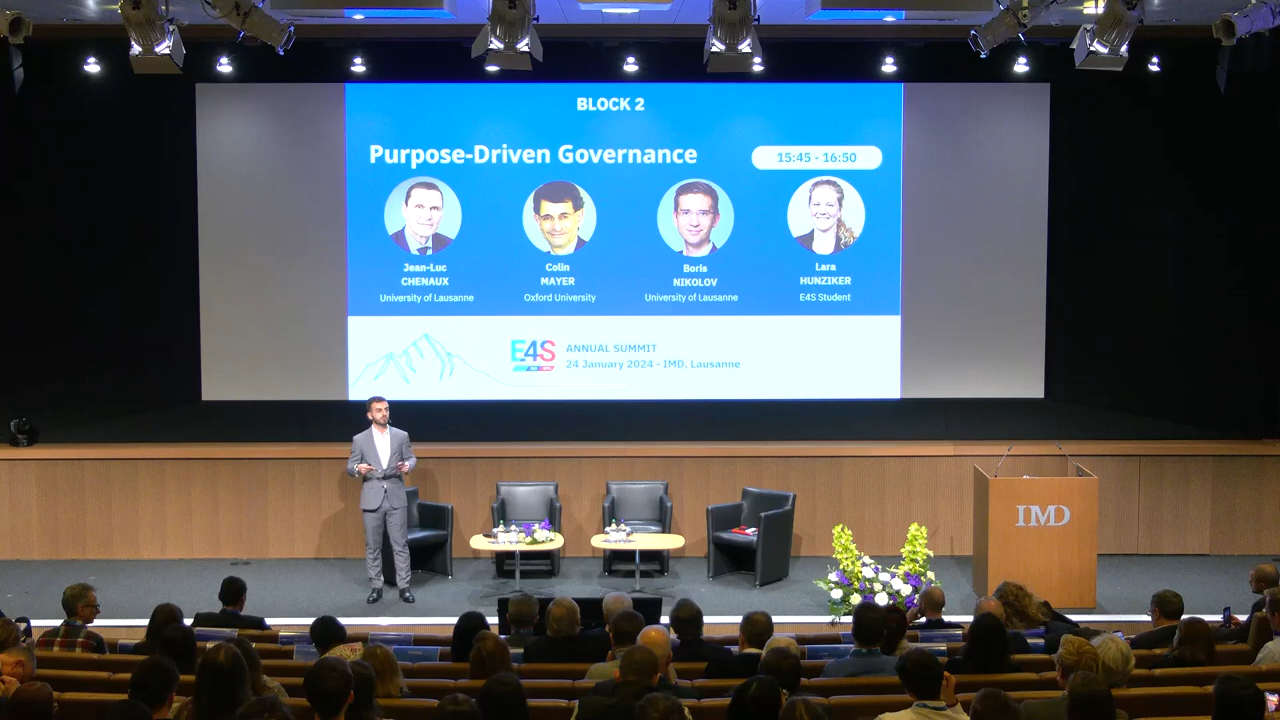 BLOCK 2
Purpose-Driven Governance
15:45 - 16:50
Jean-Luc
CHENAUX
University of Lausanne
Colin
MAYER
Oxford University
Boris
NIKOLOV
University of Lausanne
Lara
HUNZIKER
E4S Student
E4S
ANNUAL SUMMIT
24 January 2024 - IMD, Lausanne
IMD